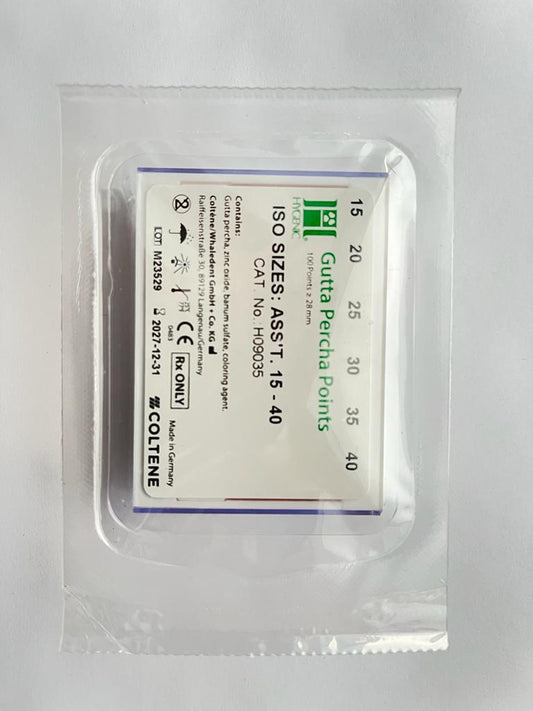 15 20 25 30 35 40
HYGENIC®
Gutta Percha Points
100 Points ≥ 28 mm
ISO SIZES: ASS'T. 15 - 40
CAT. No.: H09035
Contains:
Gutta percha, zinc oxide, barium sulfate, coloring agent.
Coltène/Whaledent GmbH + Co. KG
Raiffeisenstraße 30, 89129 Langenau/Germany
Made in Germany
2
CE 0483
Rx ONLY
LOT M23529
2027-12-31
COLTENE